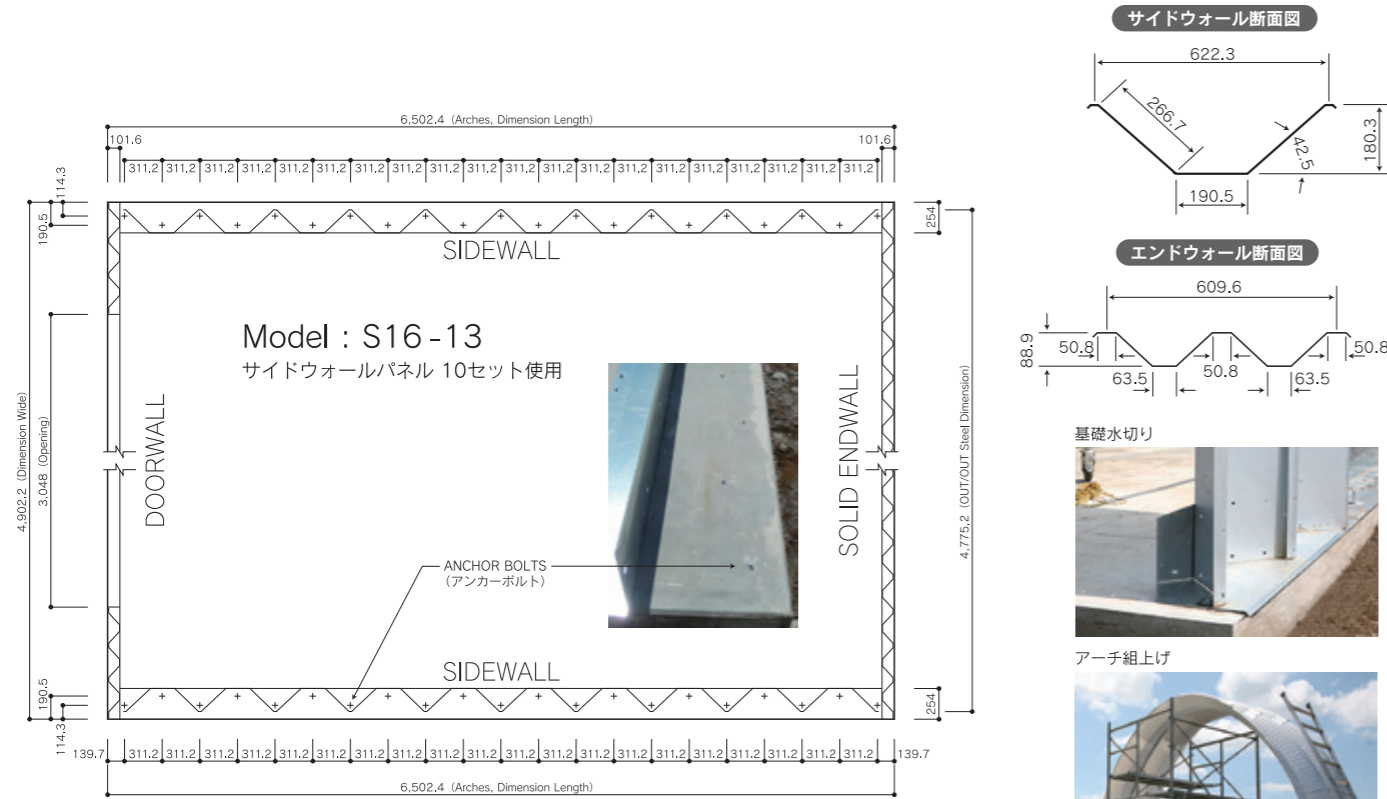 サイドウォール断面図
622.3
266.7
42.5
180.3
190.5
エンドウォール断面図
609.6
88.9
50.8
50.8
50.8
63.5
63.5
基礎水切り
アーチ組上げ
6,502.4 (Arches, Dimension Length)
101.6
101.6
311.2 311.2 311.2 311.2 311.2 311.2 311.2 311.2 311.2 311.2 311.2 311.2 311.2 311.2 311.2 311.2 311.2 311.2 311.2 311.2
114.3
190.5
254
SIDEWALL
Model : S16-13
サイドウォールパネル 10セット使用
4,902.2 (Dimension Wide)
3,048 (Opening)
DOORWALL
SOLID ENDWALL
4,775.2 (OUT/OUT Steel Dimension)
ANCHOR BOLTS
(アンカーボルト)
SIDEWALL
190.5
114.3
254
139.7 311.2 311.2 311.2 311.2 311.2 311.2 311.2 311.2 311.2 311.2 311.2 311.2 311.2 311.2 311.2 311.2 311.2 311.2 311.2 311.2 139.7
6,502.4 (Arches, Dimension Length)